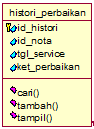 histori_perbaikan
id_histori
id_nota
tgl_service
ket_perbaikan
cari()
tambah()
tampil()